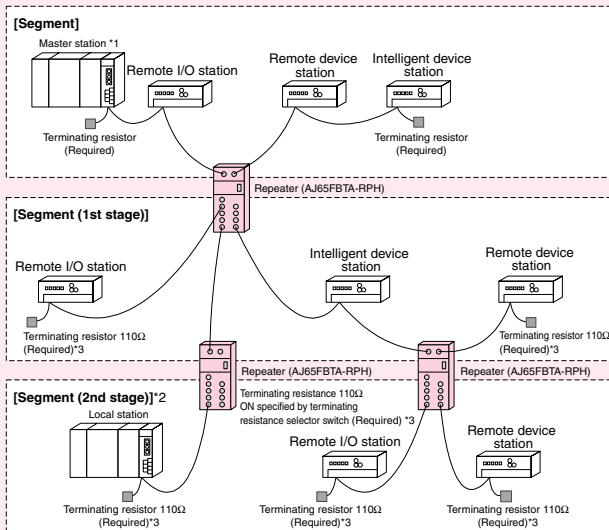 [Segment]
Master station *1
Remote I/O station
Remote device
station
Intelligent device
station
Terminating resistor
(Required)
Terminating resistor
(Required)
Repeater (AJ65FBTA-RPH)
[Segment (1st stage)]
Remote I/O station
Intelligent device
station
Remote device
station
Terminating resistor 110Ω
(Required)*3
Terminating resistor 110Ω
(Required)*3
Repeater (AJ65FBTA-RPH)
Repeater (AJ65FBTA-RPH)
[Segment (2nd stage)]*2
Local station
Terminating resistance 110Ω
ON specified by terminating
resistance selector switch (Required) *3
Remote I/O station
Remote device
station
Terminating resistor 110Ω
(Required)*3
Terminating resistor 110Ω
(Required)*3
Terminating resistor 110Ω
(Required)*3